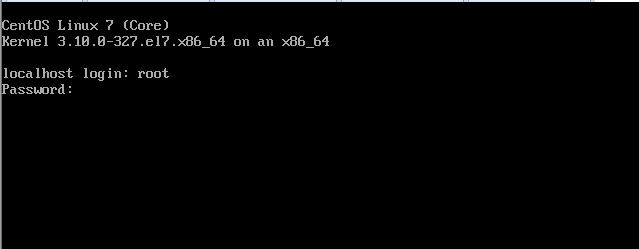 CentOS Linux 7 (Core)
Kernel 3.10.0-327.el7.x86_64 on an x86_64
localhost login: root
Password: